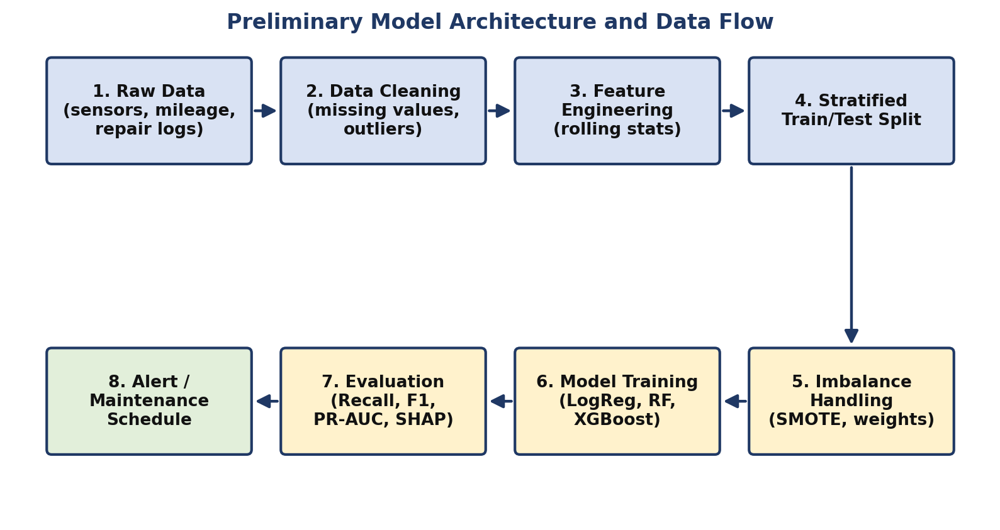 Preliminary Model Architecture and Data Flow
1. Raw Data
(sensors, mileage,
repair logs)
2. Data Cleaning
(missing values,
outliers)
3. Feature
Engineering
(rolling stats)
4. Stratified
Train/Test Split
5. Imbalance
Handling
(SMOTE, weights)
6. Model Training
(LogReg, RF,
XGBoost)
7. Evaluation
(Recall, F1,
PR-AUC, SHAP)
8. Alert /
Maintenance
Schedule